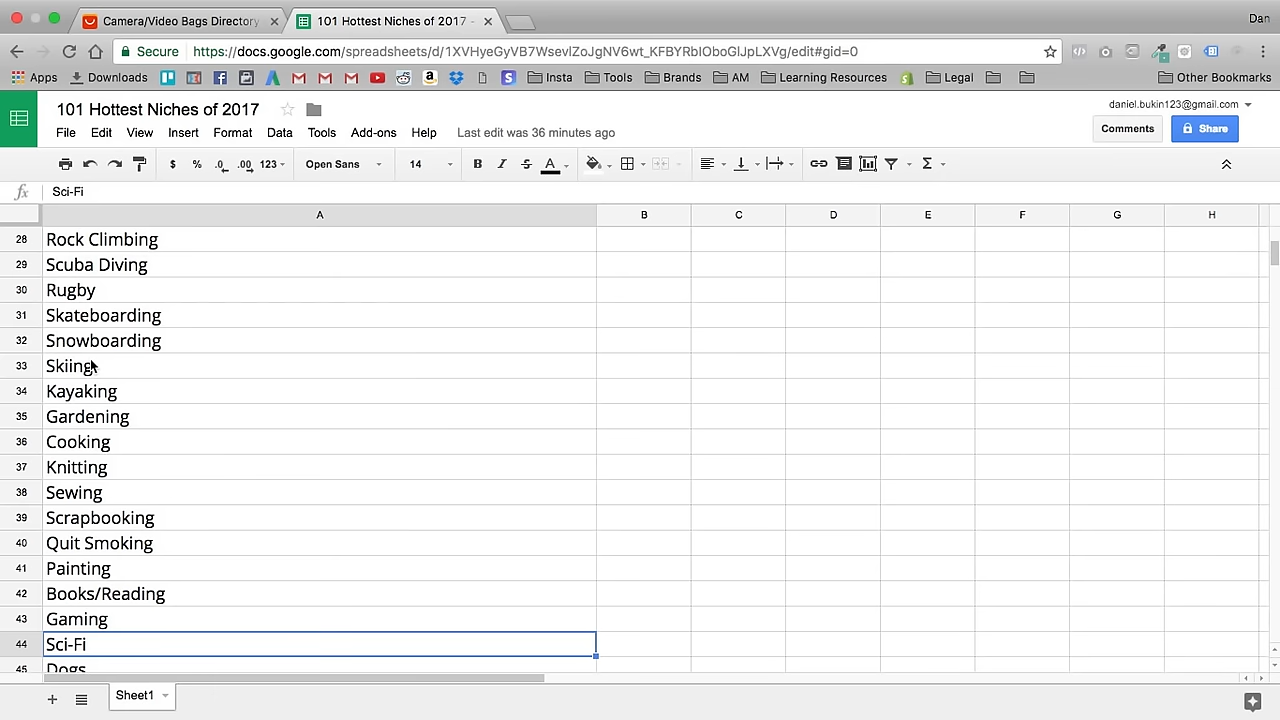 Camera/Video Bags Directory
101 Hottest Niches of 2017 -
Dan
Secure
https://docs.google.com/spreadsheets/d/1XVHyeGyVB7WsevlZoJgNV6wt_KFBYRblOboGlJpLXVg/edit#gid=0
Apps Downloads Insta Tools Brands AM Learning Resources Legal Other Bookmarks
101 Hottest Niches of 2017
daniel.bukin123@gmail.com
File Edit View Insert Format Data Tools Add-ons Help Last edit was 36 minutes ago
Comments Share
$ % .0 .00 123 Open Sans 14 B I S A Σ
fx Sci-Fi
A B C D E F G H
28 Rock Climbing
29 Scuba Diving
30 Rugby
31 Skateboarding
32 Snowboarding
33 Skiing
34 Kayaking
35 Gardening
36 Cooking
37 Knitting
38 Sewing
39 Scrapbooking
40 Quit Smoking
41 Painting
42 Books/Reading
43 Gaming
44 Sci-Fi
45 Dogs
Sheet1